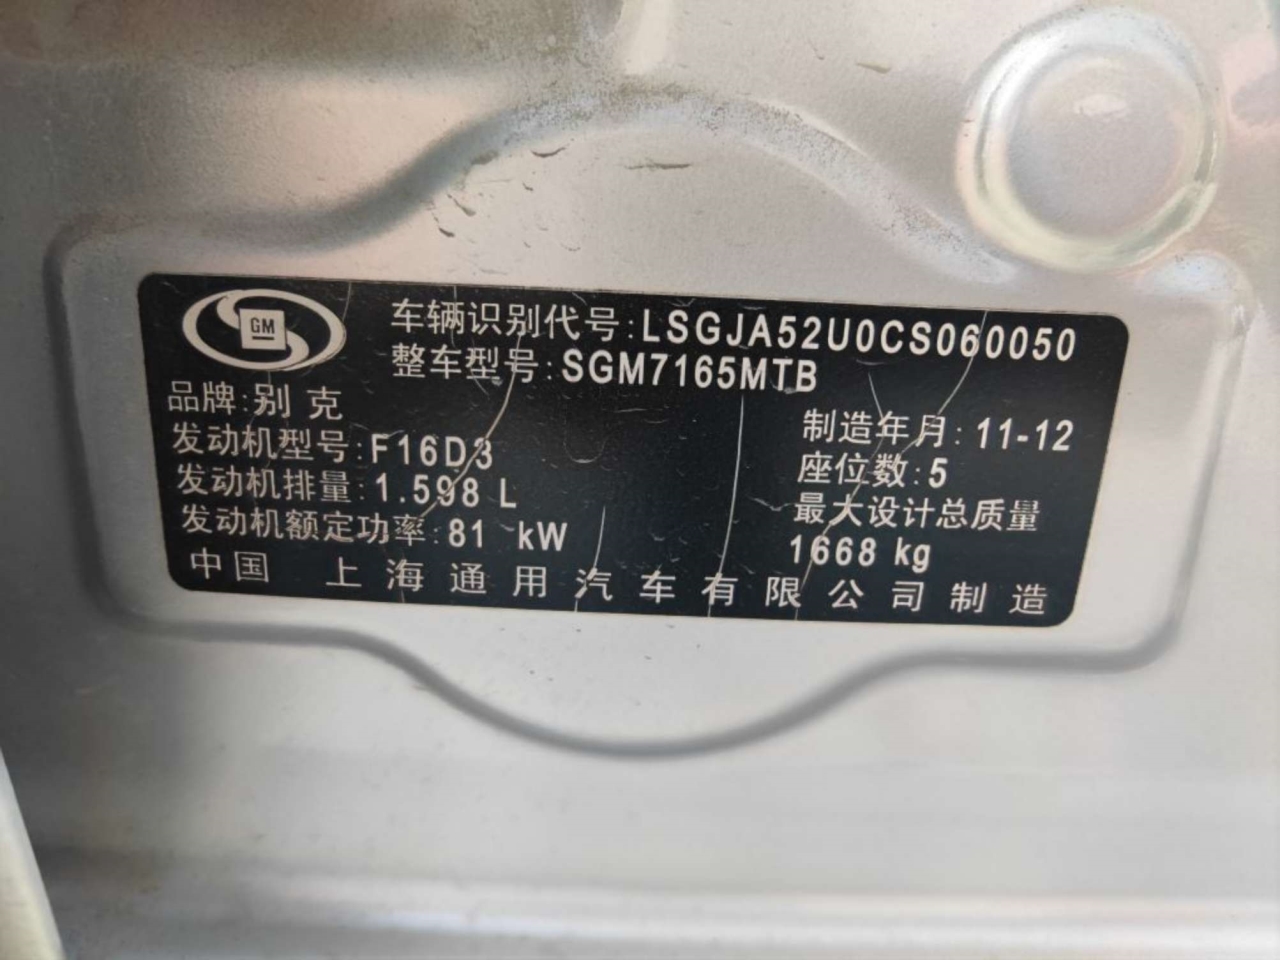 GM
车辆识别代号:LSGJA52U0CS060050
整车型号:SGM7165MTB
品牌:别克
发动机型号:F16D3
制造年月:11-12
发动机排量:1.598 L
座位数:5
发动机额定功率:81 kW
最大设计总质量
1668 kg
中国 上海通用汽车有限公司制造